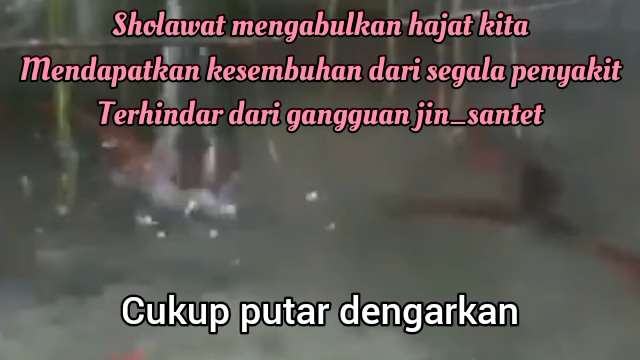 Sholawat mengabulkan hajat kita
Mendapatkan kesembuhan dari segala penyakit
Terhindar dari gangguan jin_santet
Cukup putar dengarkan